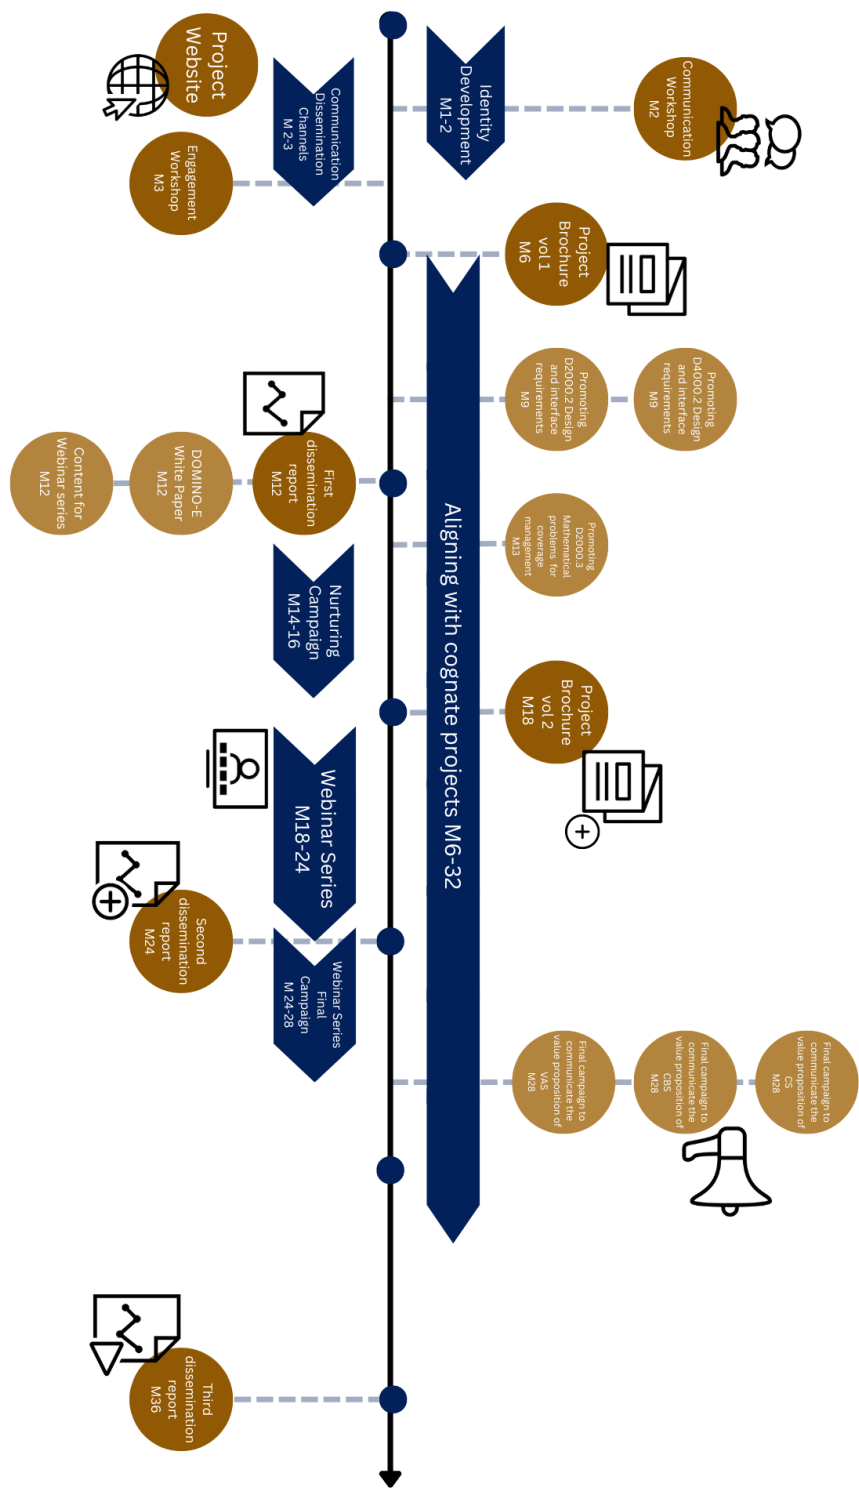 Communication
Workshop
M2
Identity
Development
M1-2
Project
Website
Communication
Dissemination
Channels
M 2-3
Engagement
Workshop
M3
Project
Brochure
vol 1
M6
Promoting
D4000.2 Design
and interface
requirements
M9
Promoting
D2000.2 Design
and interface
requirements
M9
Aligning with cognate projects M6-32
First
dissemination
report
M12
DOMINO-E
White Paper
M12
Content for
Webinar series
M12
Promoting
D2000.3
Mathematical
problems for
coverage
management
M13
Nurturing
Campaign
M14-16
Project
Brochure
vol 2
M18
Webinar Series
M18-24
Second
dissemination
report
M24
Webinar Series
Final
Campaign
M 24-28
Final campaign to
communicate the
value proposition of
CS
M28
Final campaign to
communicate the
value proposition of
CBS
M28
Final campaign to
communicate the
value proposition of
VAS
M28
Third
dissemination
report
M36